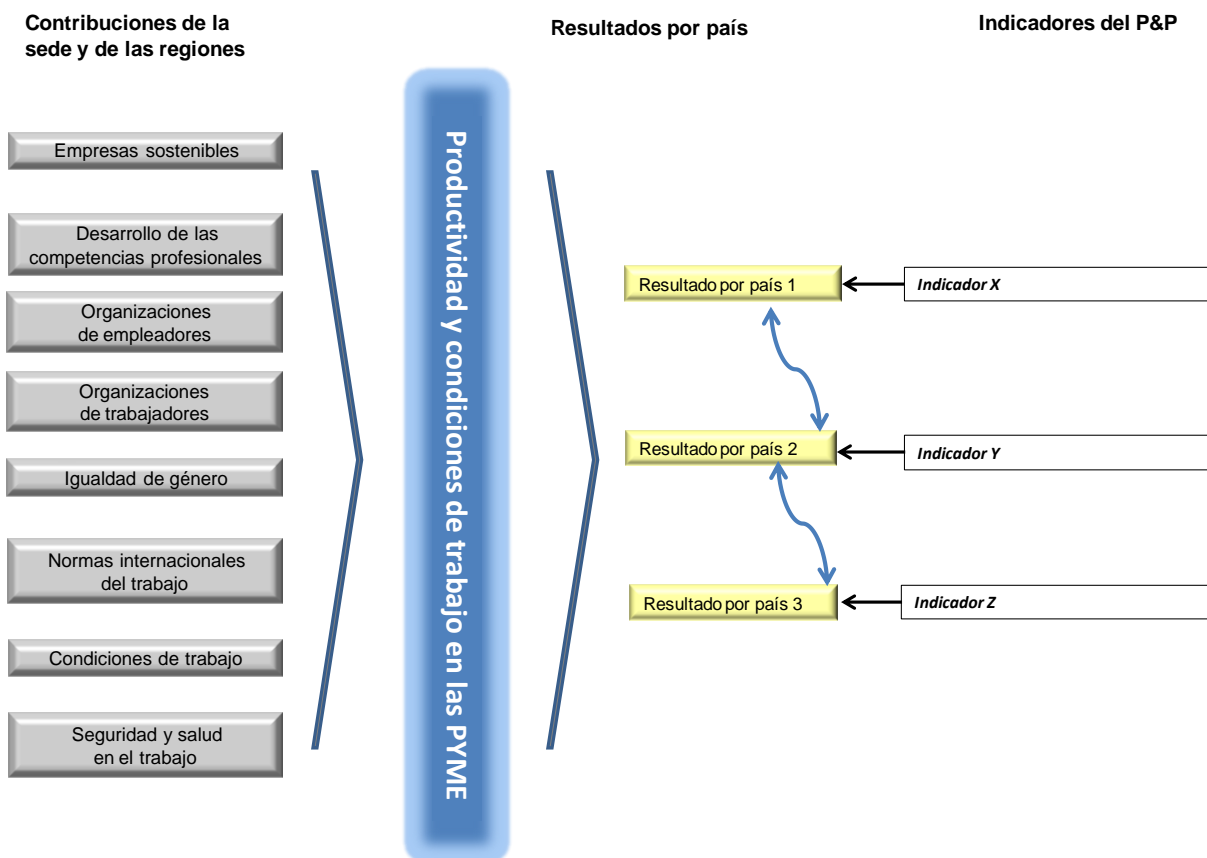 Contribuciones de la
sede y de las regiones
Resultados por país
Indicadores del P&P
Empresas sostenibles
Desarrollo de las
competencias profesionales
Organizaciones
de empleadores
Organizaciones
de trabajadores
Igualdad de género
Normas internacionales
del trabajo
Condiciones de trabajo
Seguridad y salud
en el trabajo
Productividad y condiciones de trabajo en las PYME
Resultado por país 1
Indicador X
Resultado por país 2
Indicador Y
Resultado por país 3
Indicador Z